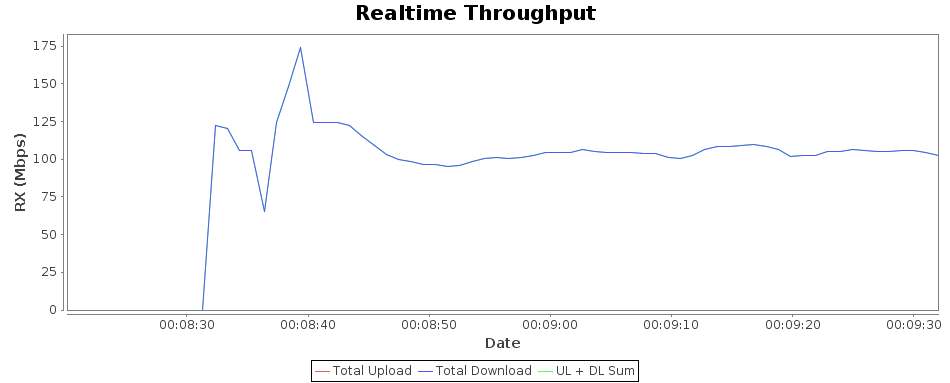 Realtime Throughput
RX (Mbps)
175
150
125
100
75
50
25
0
00:08:30 00:08:40 00:08:50 00:09:00 00:09:10 00:09:20 00:09:30
Date
Total Upload Total Download UL + DL Sum